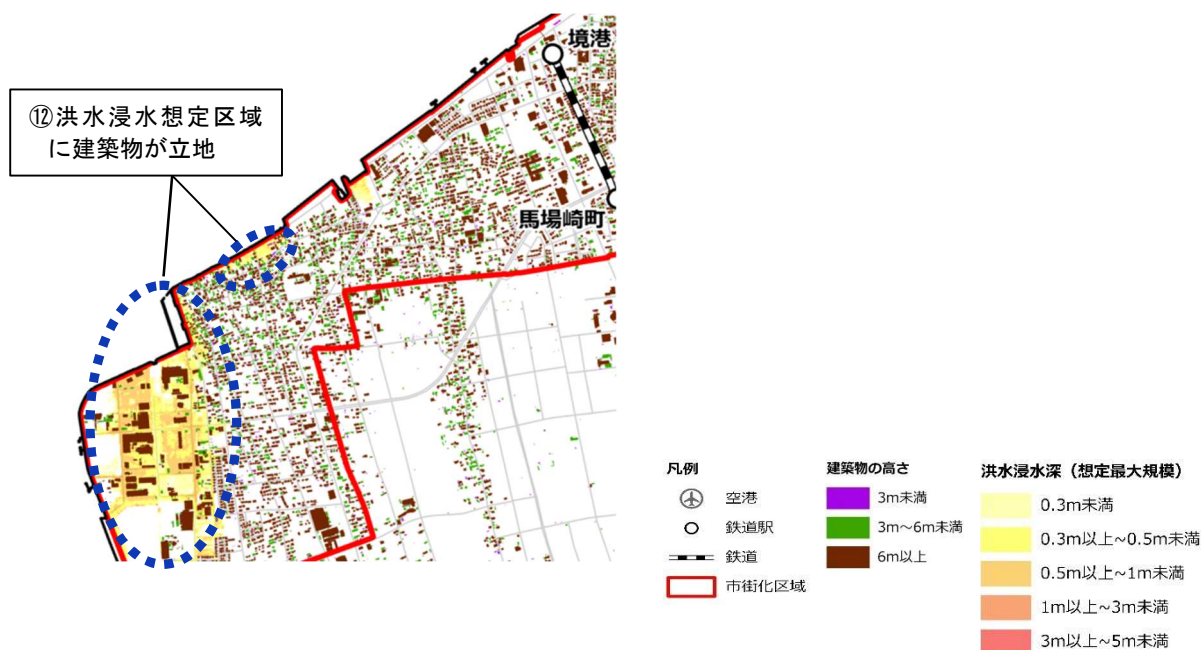 境港
⑫洪水浸水想定区域
に建築物が立地
馬場崎町
凡例
空港
鉄道駅
鉄道
市街化区域
建築物の高さ
3m未満
3m~6m未満
6m以上
洪水浸水深（想定最大規模）
0.3m未満
0.3m以上~0.5m未満
0.5m以上~1m未満
1m以上~3m未満
3m以上~5m未満